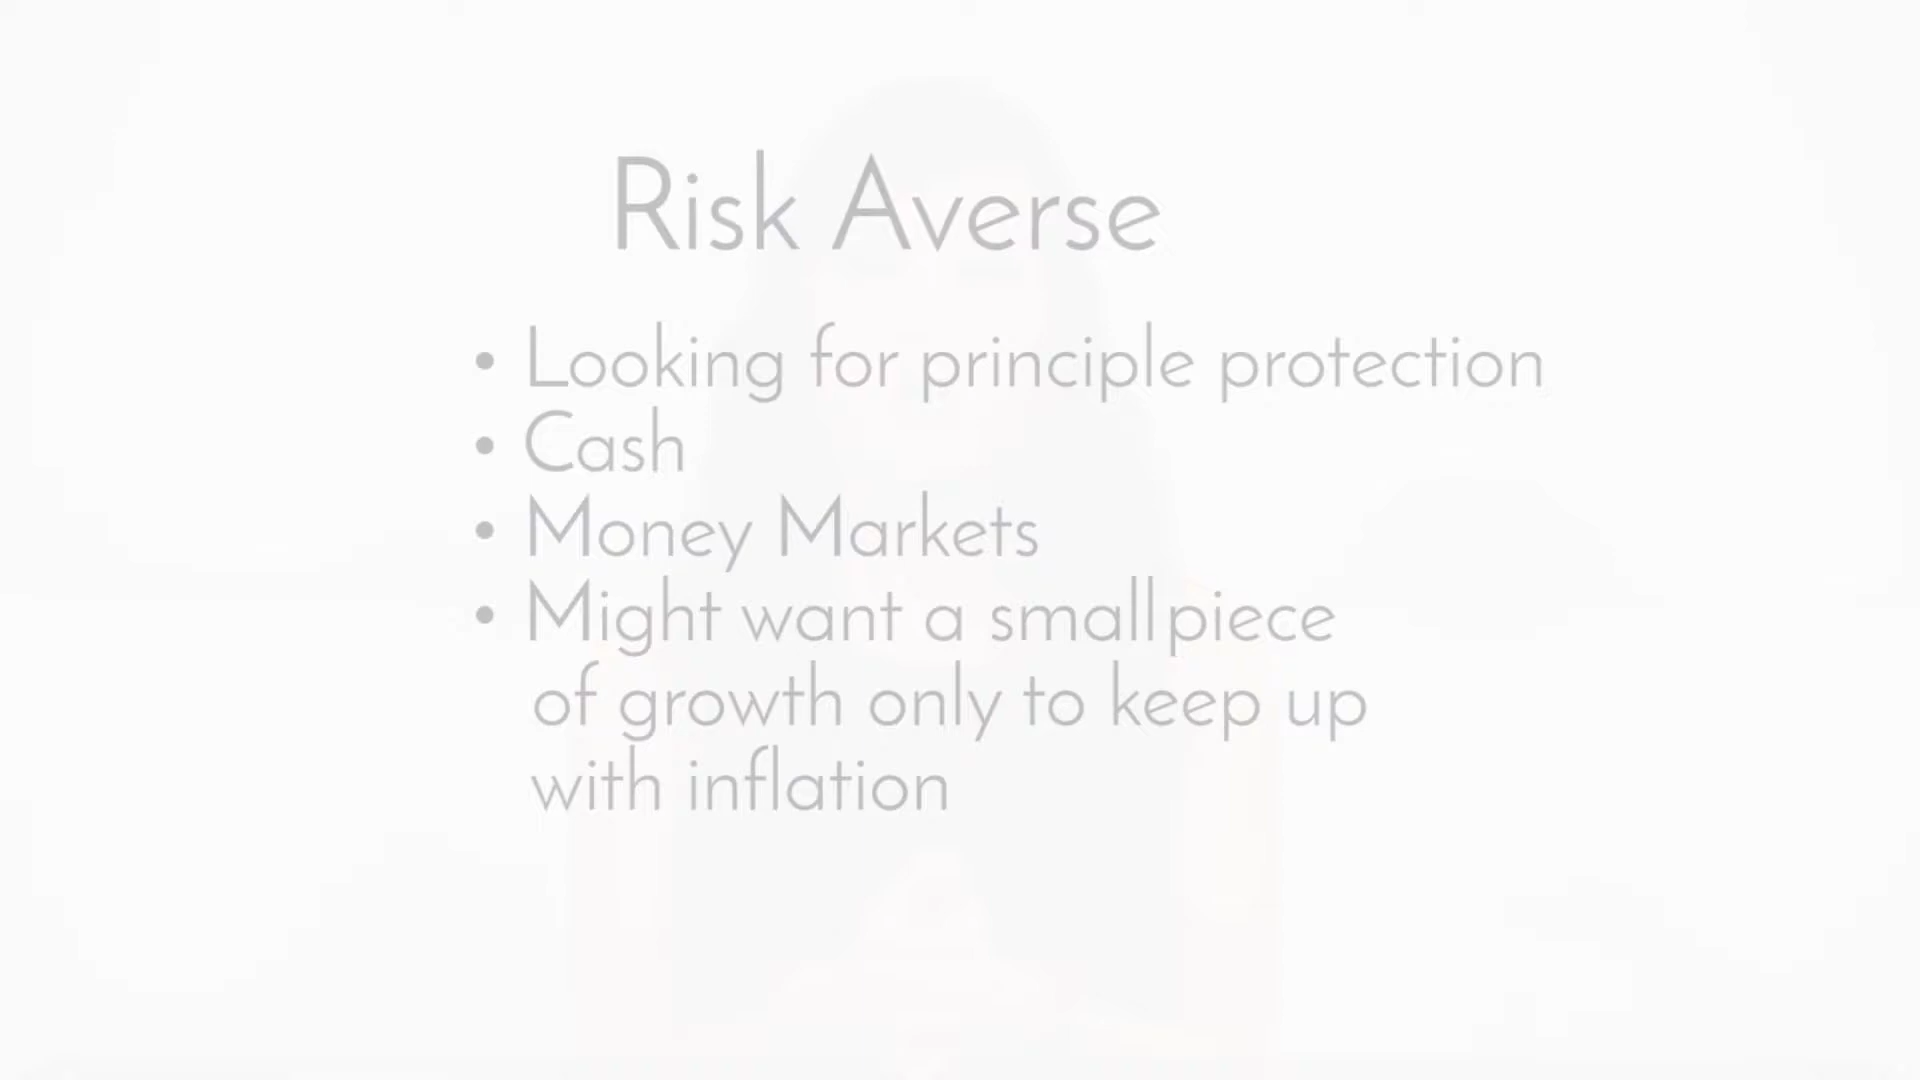 Risk Averse
• Looking for principle protection
• Cash
• Money Markets
• Might want a small piece
of growth only to keep up
with inflation